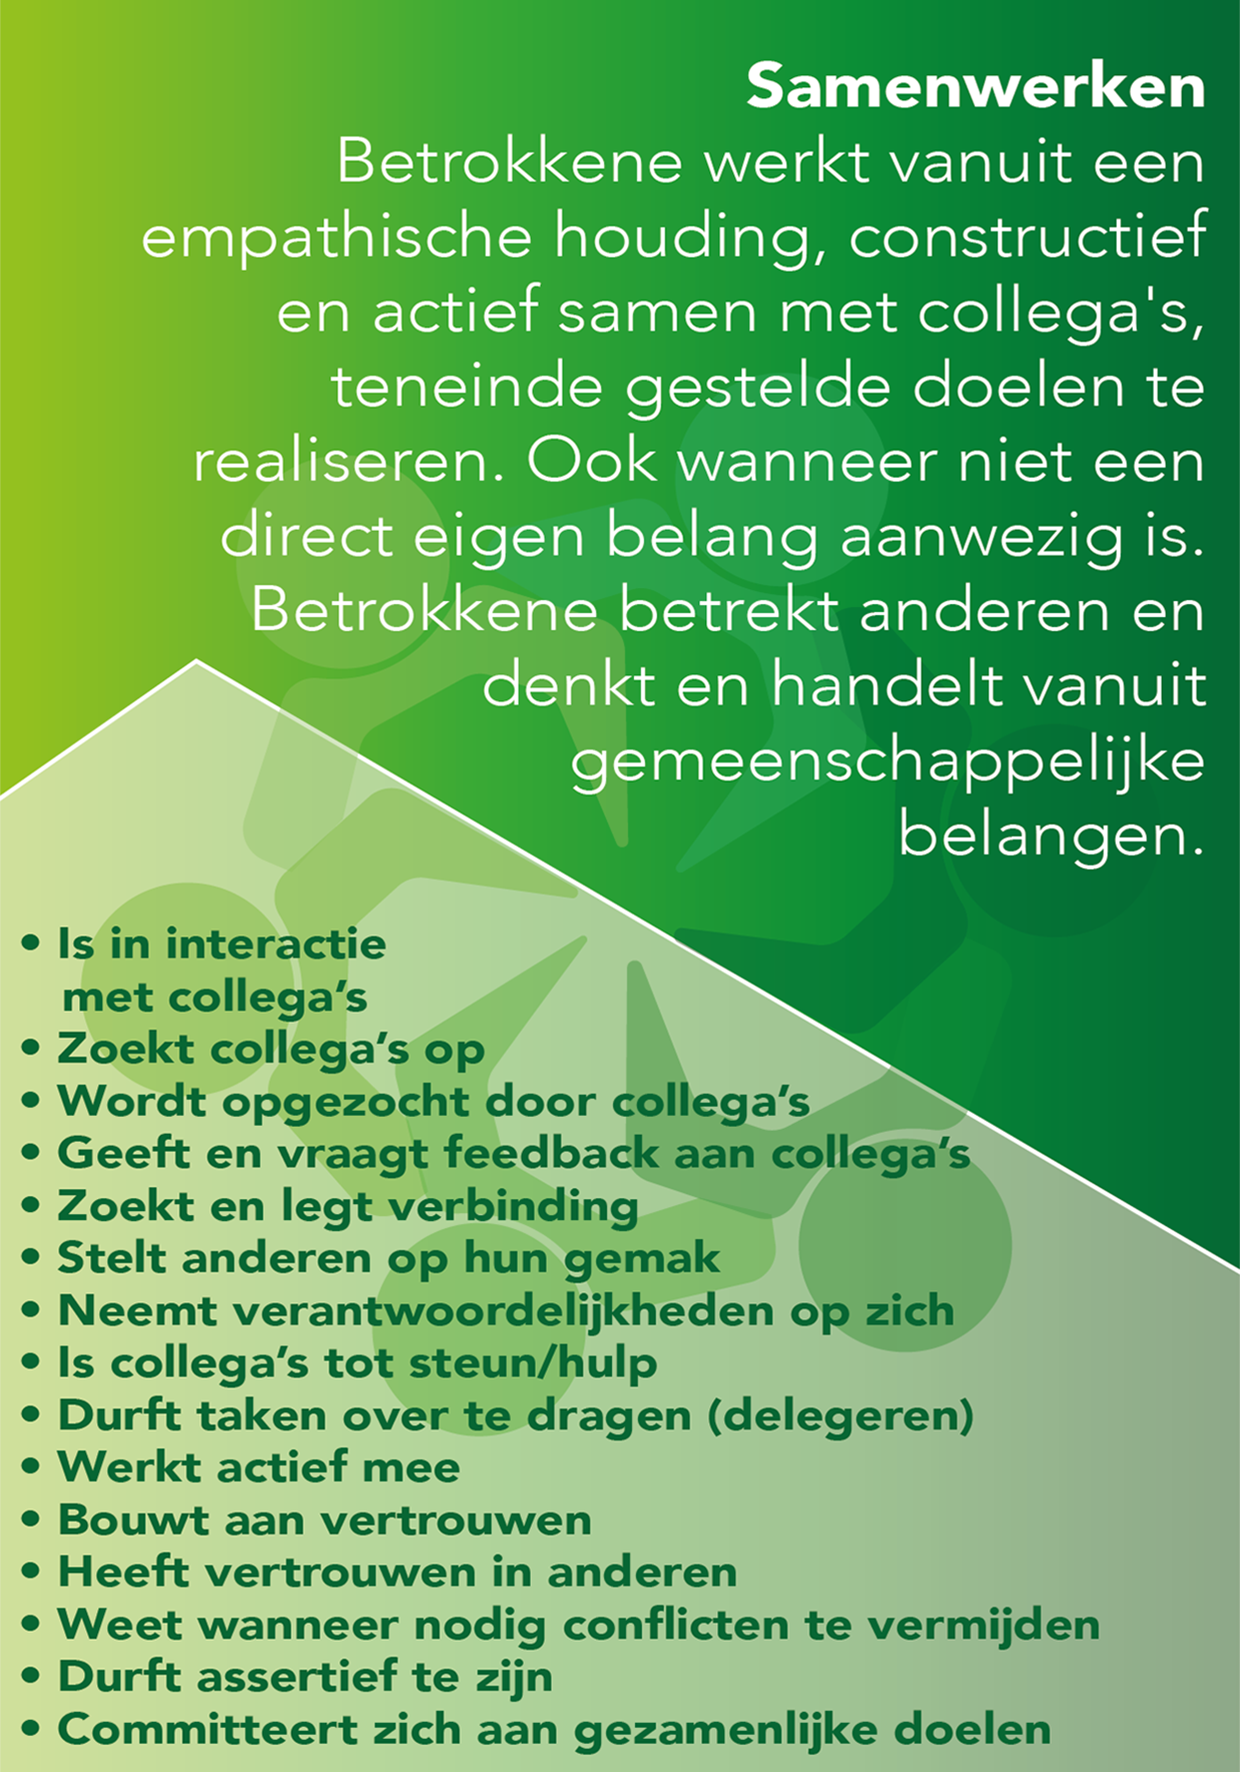 Samenwerken
Betrokkene werkt vanuit een
empathische houding, constructief
en actief samen met collega's,
teneinde gestelde doelen te
realiseren. Ook wanneer niet een
direct eigen belang aanwezig is.
Betrokkene betrekt anderen en
denkt en handelt vanuit
gemeenschappelijke
belangen.
• Is in interactie
met collega’s
• Zoekt collega’s op
• Wordt opgezocht door collega’s
• Geeft en vraagt feedback aan collega’s
• Zoekt en legt verbinding
• Stelt anderen op hun gemak
• Neemt verantwoordelijkheden op zich
• Is collega’s tot steun/hulp
• Durft taken over te dragen (delegeren)
• Werkt actief mee
• Bouwt aan vertrouwen
• Heeft vertrouwen in anderen
• Weet wanneer nodig conflicten te vermijden
• Durft assertief te zijn
• Committeert zich aan gezamenlijke doelen